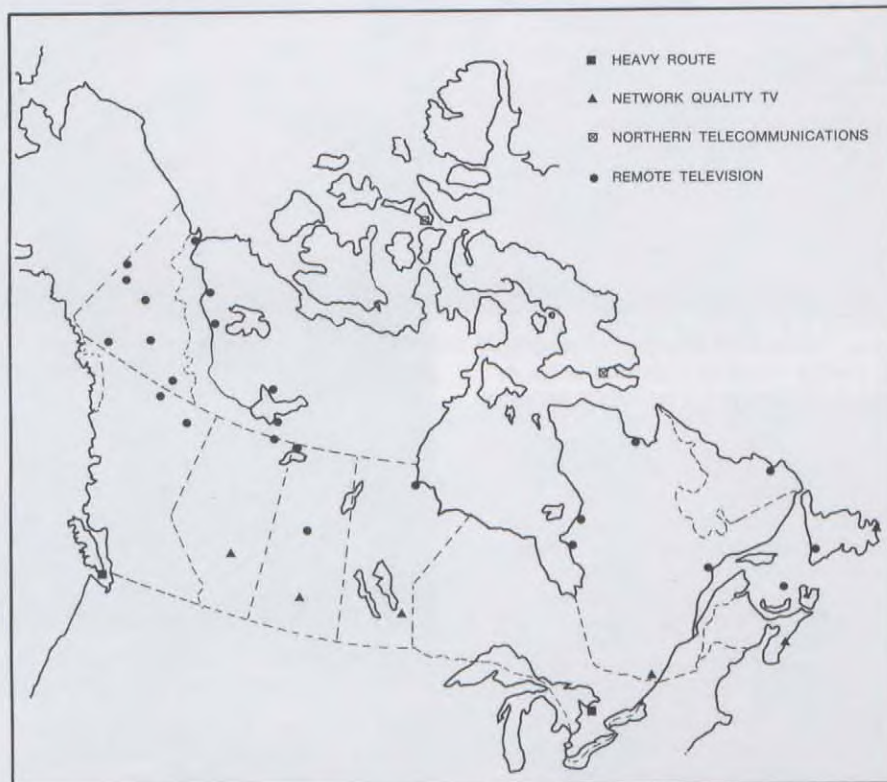 HEAVY ROUTE
NETWORK QUALITY TV
NORTHERN TELECOMMUNICATIONS
REMOTE TELEVISION